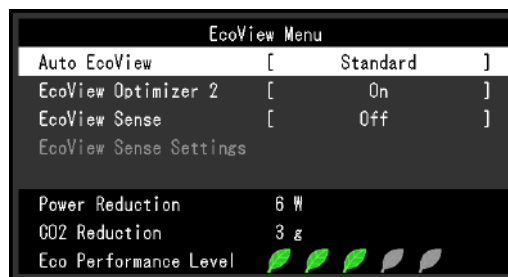 EcoView Menu
Auto EcoView [ Standard ]
EcoView Optimizer 2 [ On ]
EcoView Sense [ Off ]
EcoView Sense Settings
Power Reduction 6 W
CO2 Reduction 3 g
Eco Performance Level